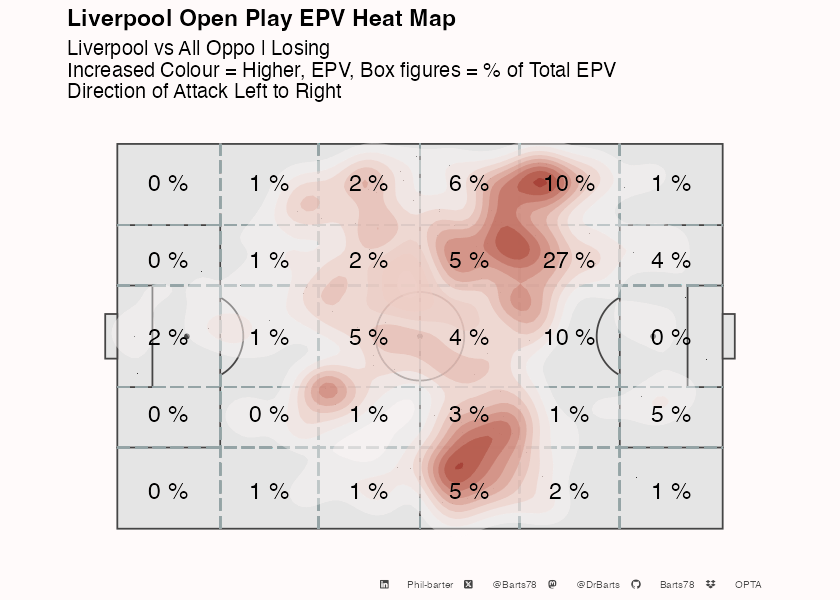 Liverpool Open Play EPV Heat Map
Liverpool vs All Oppo | Losing
Increased Colour = Higher, EPV, Box figures = % of Total EPV
Direction of Attack Left to Right
0 % 1 % 2 % 6 % 10 % 1 %
0 % 1 % 2 % 5 % 27 % 4 %
2 % 1 % 5 % 4 % 10 % 0 %
0 % 0 % 1 % 3 % 1 % 5 %
0 % 1 % 1 % 5 % 2 % 1 %
Phil-barter @Barts78 @DrBarts Barts78 OPTA